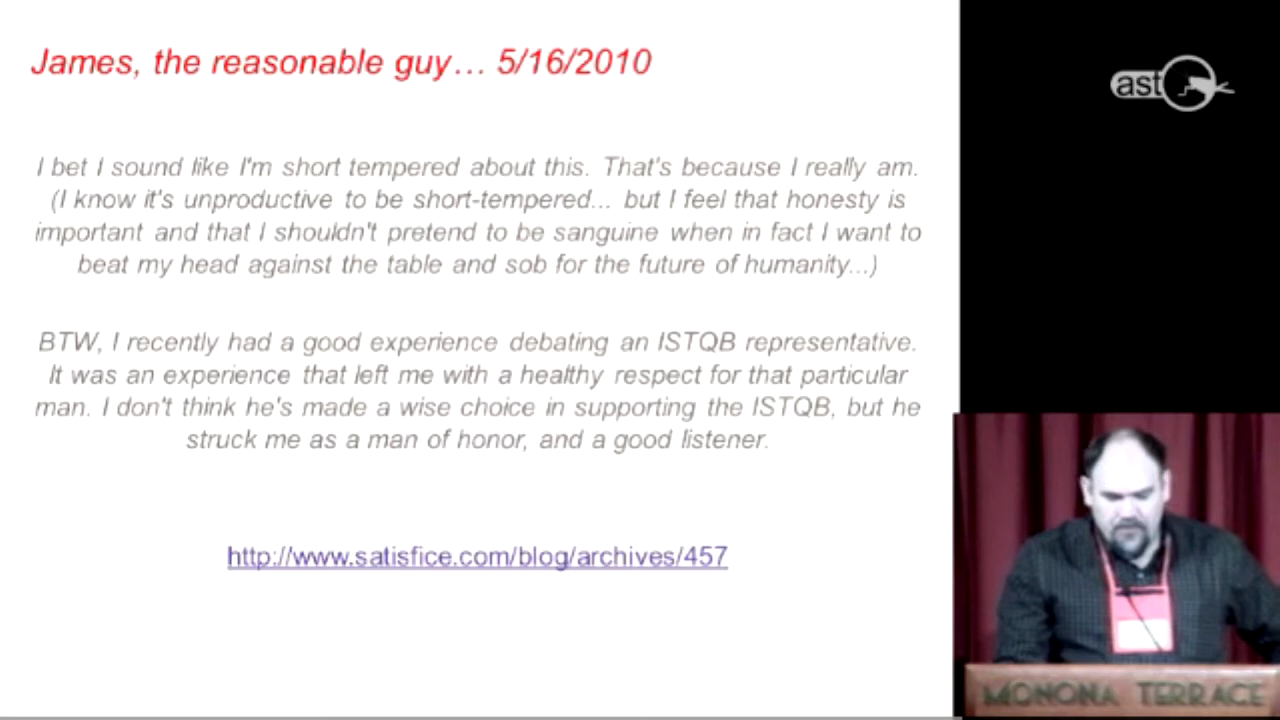 James, the reasonable guy… 5/16/2010
ast
I bet I sound like I'm short tempered about this. That's because I really am.
(I know it's unproductive to be short-tempered... but I feel that honesty is
important and that I shouldn't pretend to be sanguine when in fact I want to
beat my head against the table and sob for the future of humanity...)
BTW, I recently had a good experience debating an ISTQB representative.
It was an experience that left me with a healthy respect for that particular
man. I don't think he's made a wise choice in supporting the ISTQB, but he
struck me as a man of honor, and a good listener.
http://www.satisfice.com/blog/archives/457
MONONA TERRACE